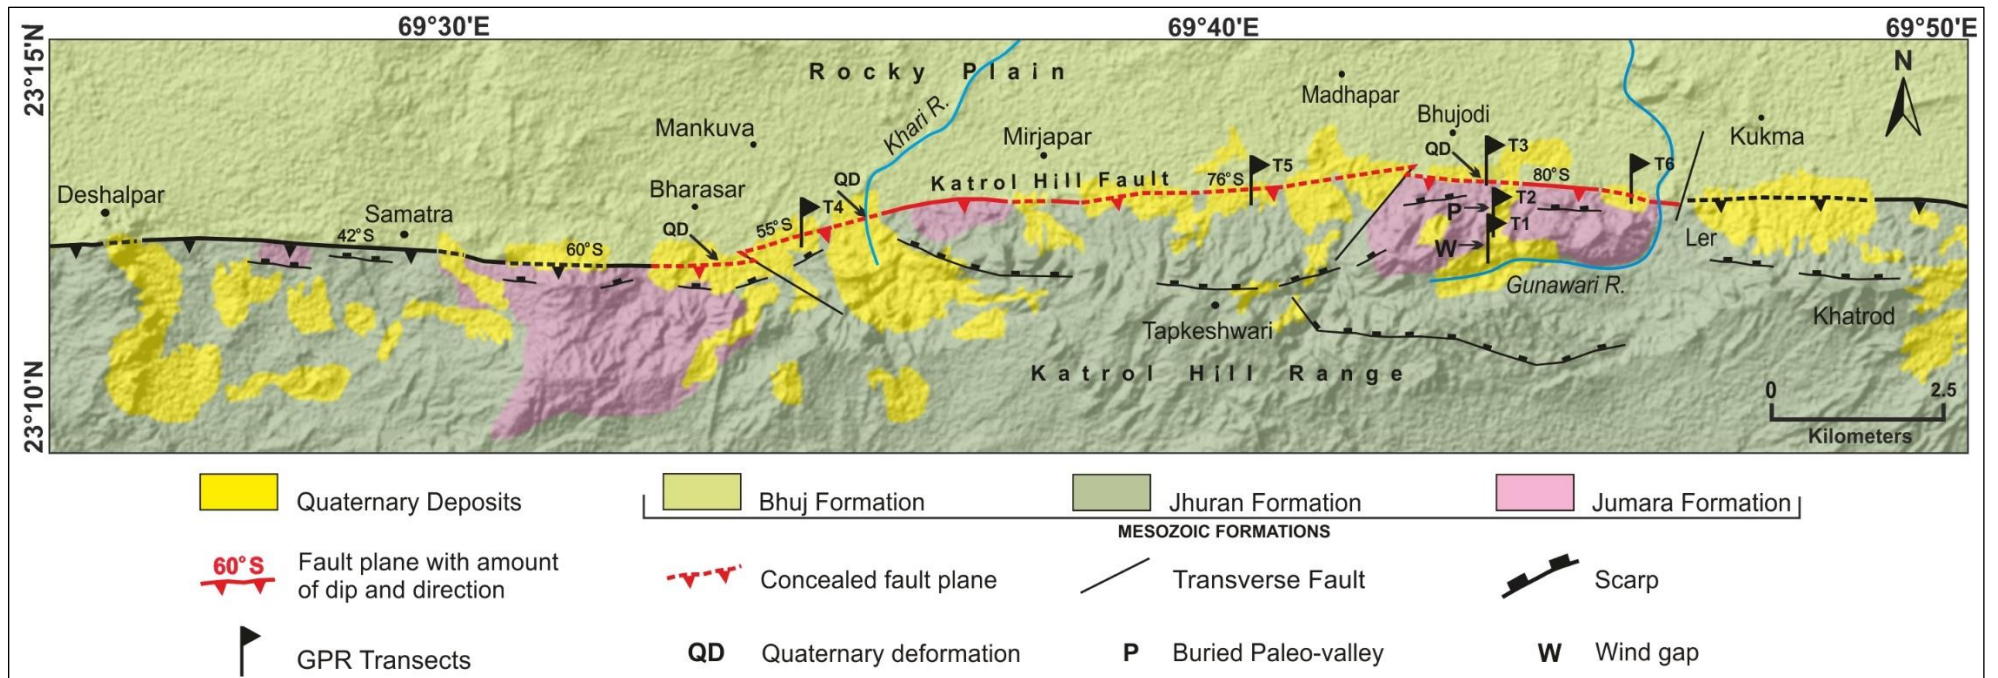 69°30'E
69°40'E
69°50'E
23°15'N
23°10'N
Rocky Plain
N
Madhapar
Khari R.
Mankuva
Mirjapar
Bhujodi
Kukma
QD
T3
T6
T5
Katrol Hill Fault
76°S
80°S
QD
T4
T2
P
T1
W
Deshalpar
Samatra
Bharasar
QD
55°S
42°S
60°S
Ler
Gunawari R.
Tapkeshwari
Khatrod
Katrol Hill Range
0
2.5
Kilometers
Quaternary Deposits
Bhuj Formation
Jhuran Formation
Jumara Formation
MESOZOIC FORMATIONS
60°S
Fault plane with amount
of dip and direction
Concealed fault plane
Transverse Fault
Scarp
GPR Transects
QD
Quaternary deformation
P
Buried Paleo-valley
W
Wind gap